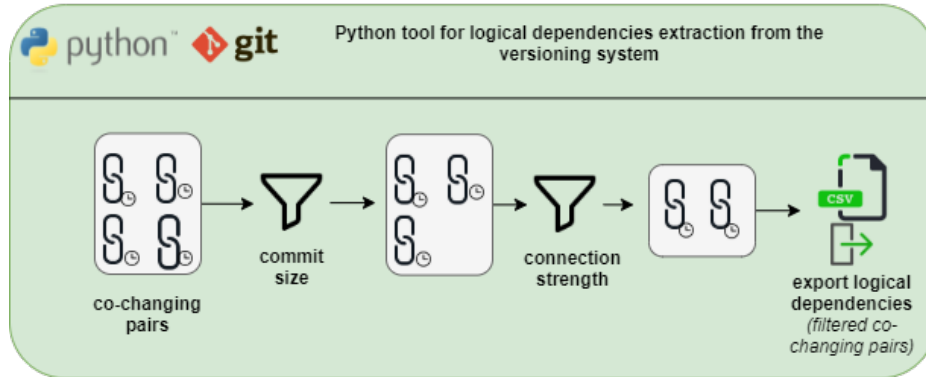 python™
git
Python tool for logical dependencies extraction from the
versioning system
co-changing
pairs
commit
size
connection
strength
CSV
export logical
dependencies
(filtered co-
changing pairs)